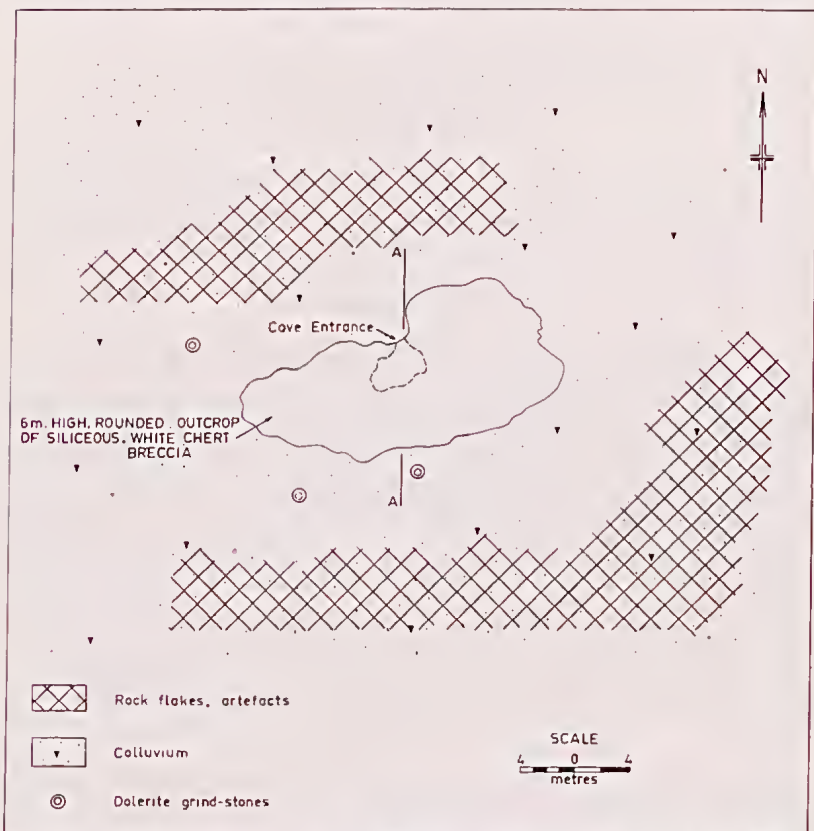 N
A
Cave Entrance
6m. HIGH, ROUNDED OUTCROP
OF SILICEOUS, WHITE CHERT
BRECCIA
A
Rock flakes, artefacts
Colluvium
Dolerite grind-stones
SCALE
4 0 4
metres